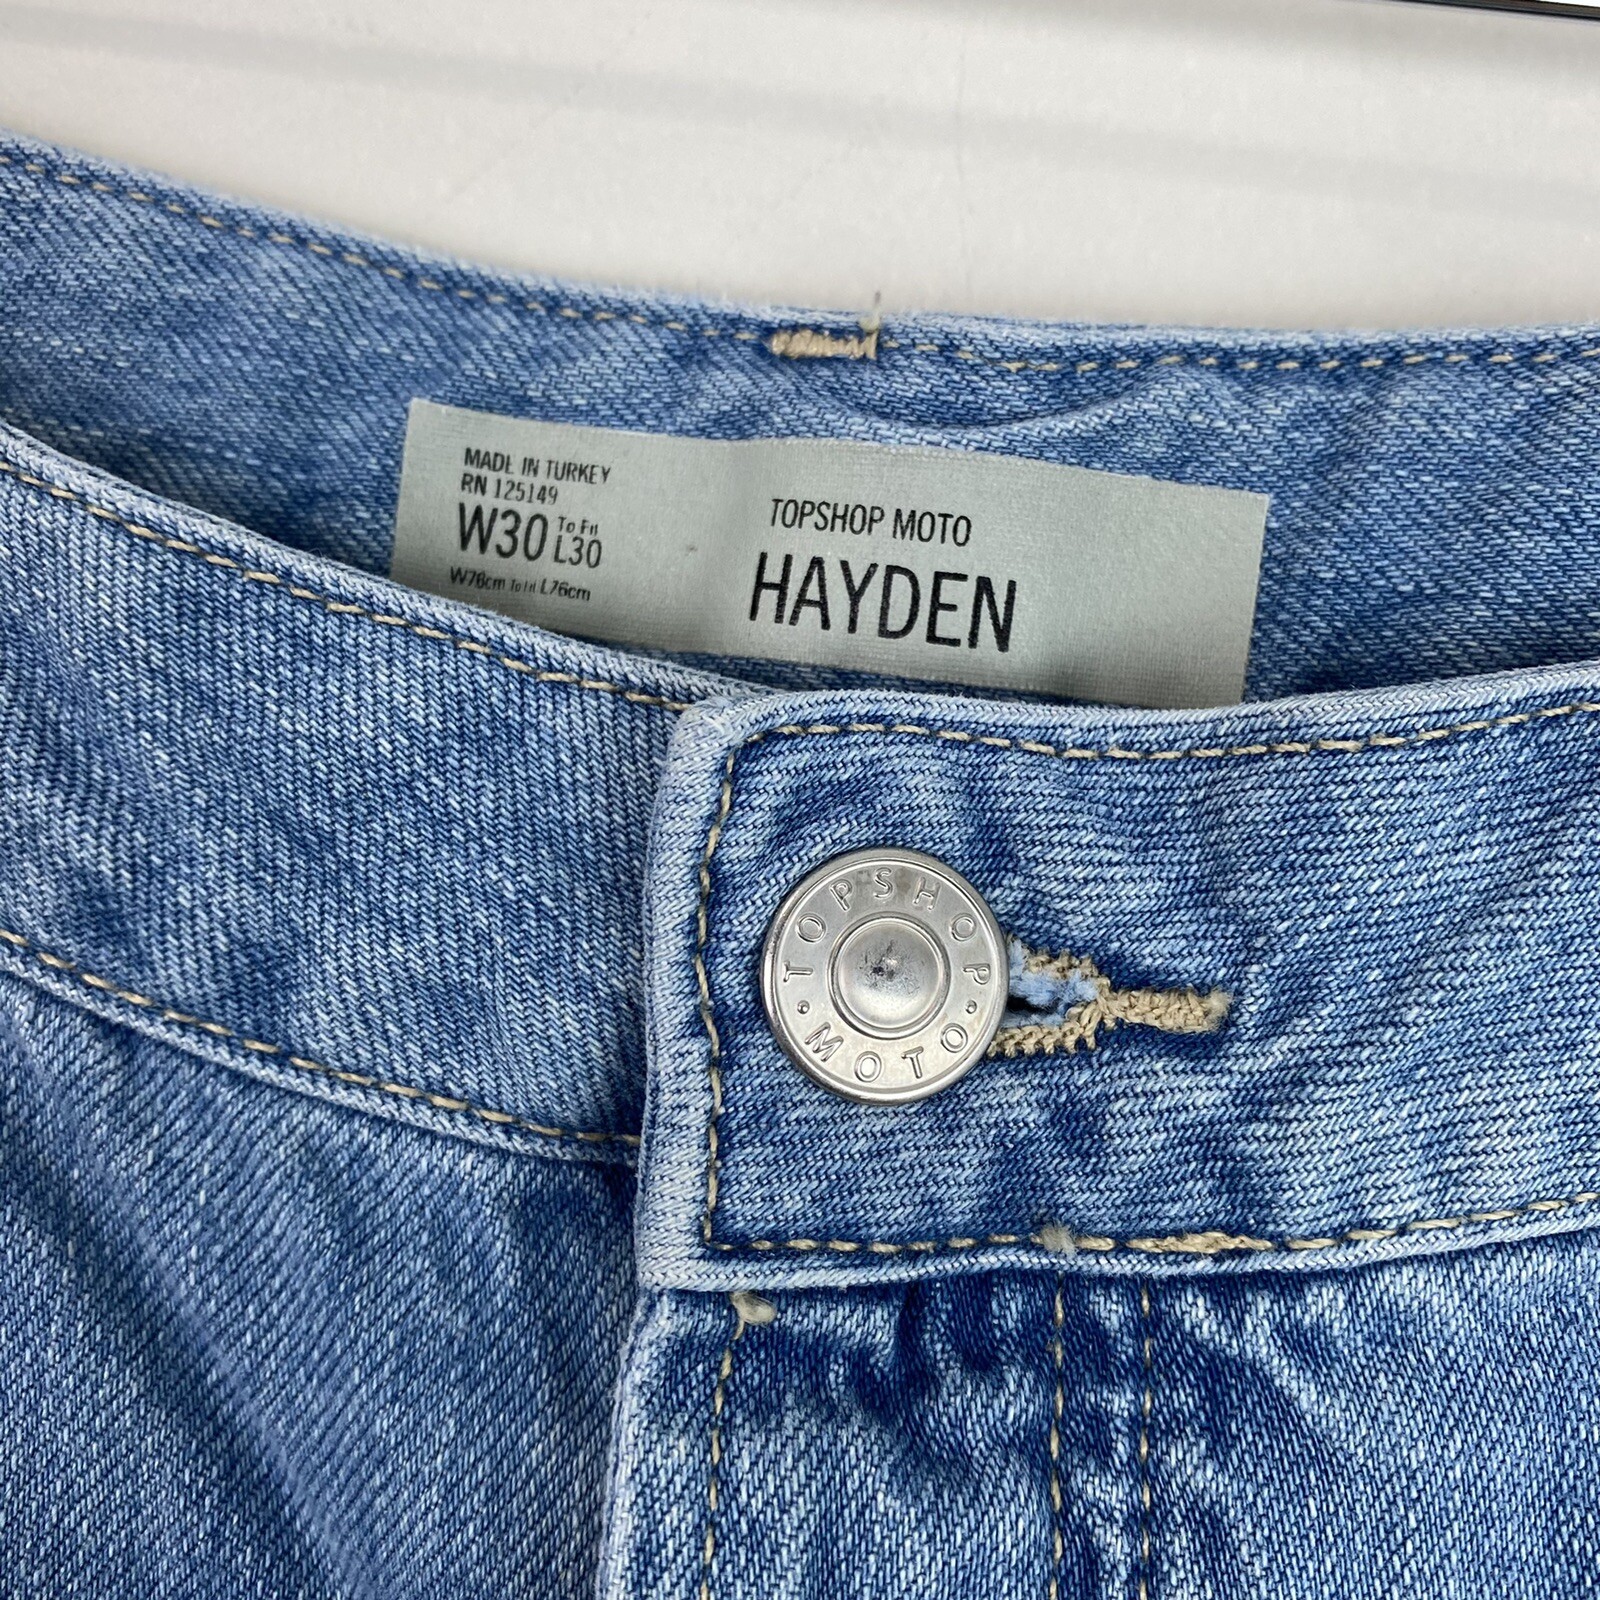 MADE IN TURKEY
RN 125149
W30 To Fit L30
W76cm To Fit L76cm
TOPSHOP MOTO
HAYDEN
TOPSHOP • MOTO •